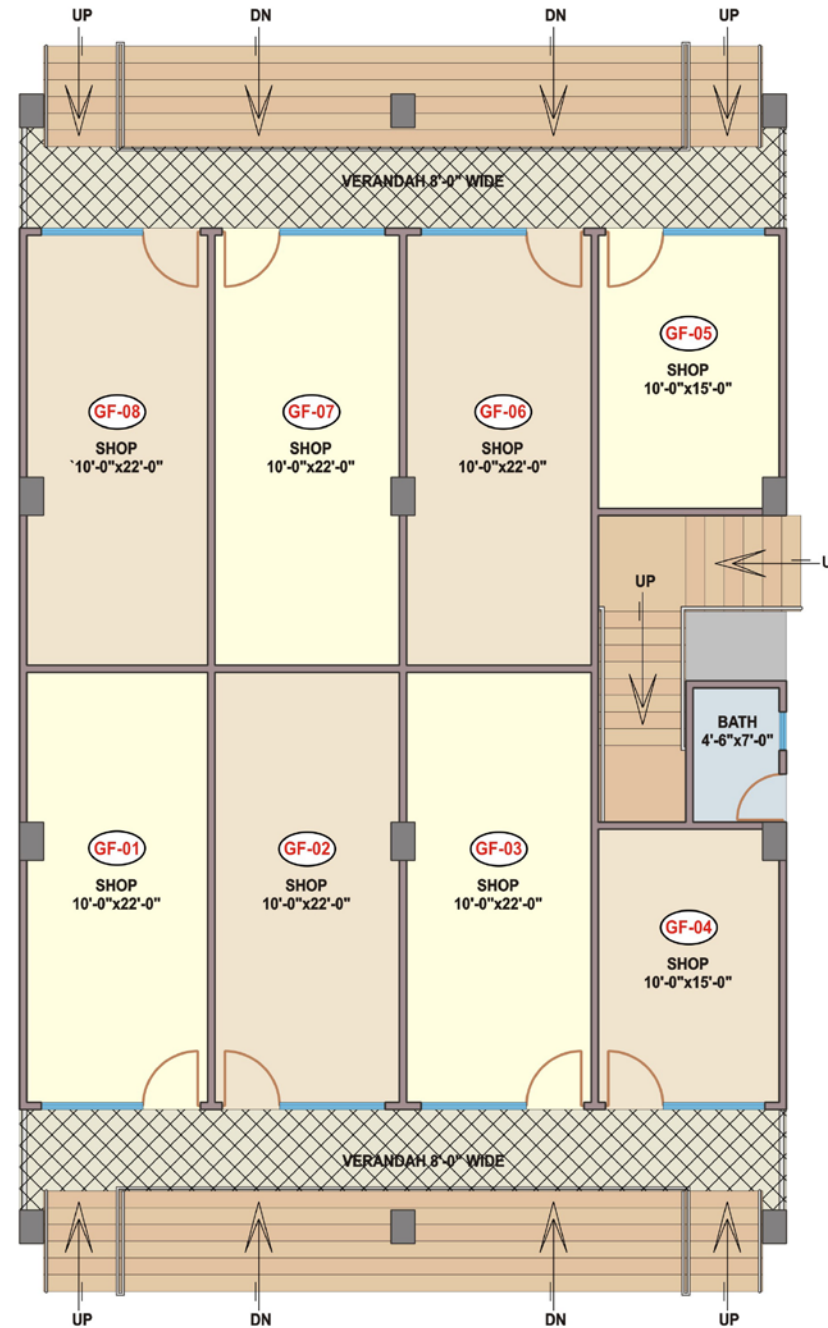 UP
DN
DN
UP
VERANDAH 8'-0" WIDE
GF-05
SHOP
10'-0"x15'-0"
GF-08
SHOP
`10'-0"x22'-0"
GF-07
SHOP
10'-0"x22'-0"
GF-06
SHOP
10'-0"x22'-0"
UP
U
BATH
4'-6"x7'-0"
GF-01
SHOP
10'-0"x22'-0"
GF-02
SHOP
10'-0"x22'-0"
GF-03
SHOP
10'-0"x22'-0"
GF-04
SHOP
10'-0"x15'-0"
VERANDAH 8'-0" WIDE
UP
DN
DN
UP